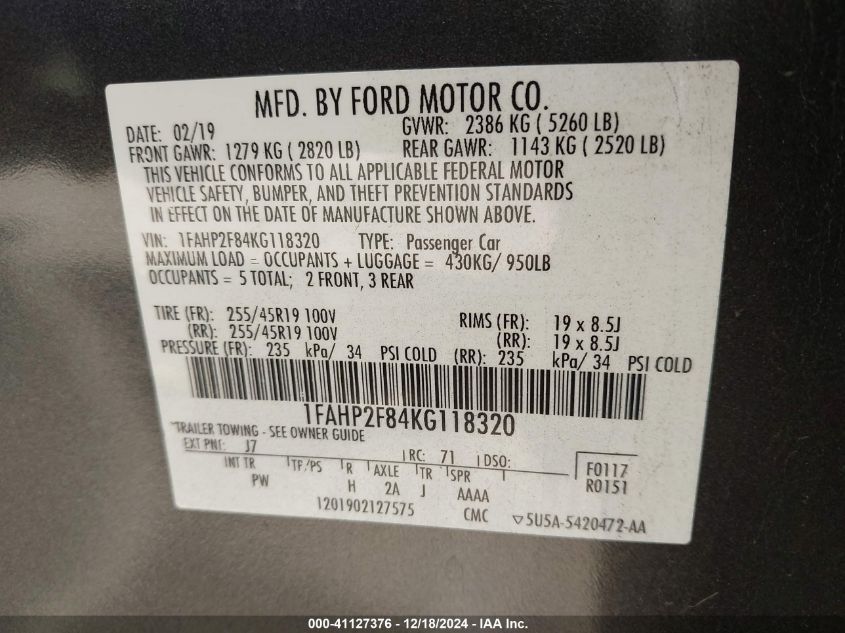 MFD. BY FORD MOTOR CO.
DATE: 02/19 GVWR: 2386 KG ( 5260 LB)
FRONT GAWR: 1279 KG ( 2820 LB) REAR GAWR: 1143 KG ( 2520 LB)
THIS VEHICLE CONFORMS TO ALL APPLICABLE FEDERAL MOTOR
VEHICLE SAFETY, BUMPER, AND THEFT PREVENTION STANDARDS
IN EFFECT ON THE DATE OF MANUFACTURE SHOWN ABOVE.
VIN: 1FAHP2F84KG118320 TYPE: Passenger Car
MAXIMUM LOAD = OCCUPANTS + LUGGAGE = 430KG/ 950LB
OCCUPANTS = 5 TOTAL; 2 FRONT, 3 REAR
TIRE (FR): 255/45R19 100V RIMS (FR): 19 x 8.5J
(RR): 255/45R19 100V (RR): 19 x 8.5J
PRESSURE (FR): 235 kPa/ 34 PSI COLD (RR): 235 kPa/ 34 PSI COLD
1FAHP2F84KG118320
*TRAILER TOWING - SEE OWNER GUIDE
EXT PNT: J7 RC: 71 DSO: F0117
INT TR TP/PS R AXLE TR SPR R0151
PW H 2A J AAAA
1201902127575 CMC ▽5U5A-5420472-AA
000-41127376 - 12/18/2024 - IAA Inc.